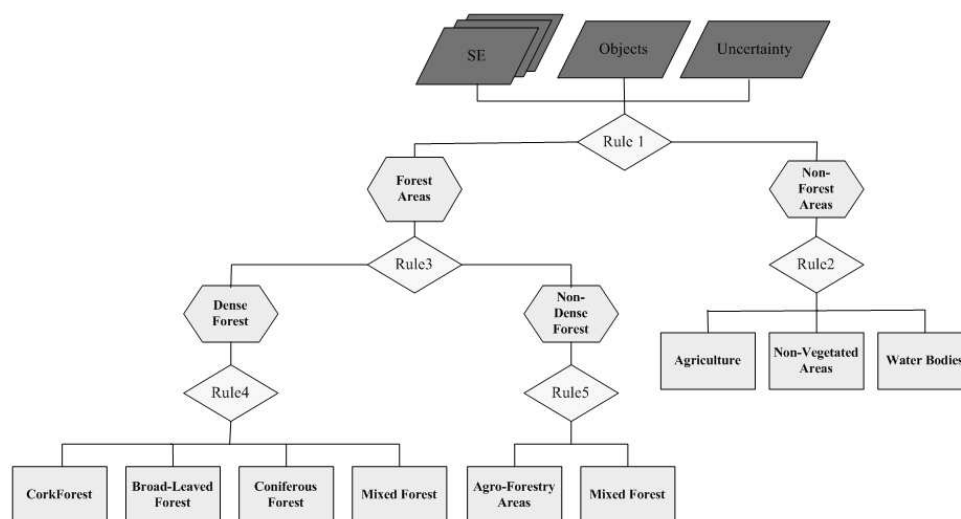 SE
Objects
Uncertainty
Rule 1
Forest
Areas
Non-
Forest
Areas
Rule3
Rule2
Dense
Forest
Non-
Dense
Forest
Agriculture
Non-Vegetated
Areas
Water Bodies
Rule4
Rule5
CorkForest
Broad-Leaved
Forest
Coniferous
Forest
Mixed Forest
Agro-Forestry
Areas
Mixed Forest